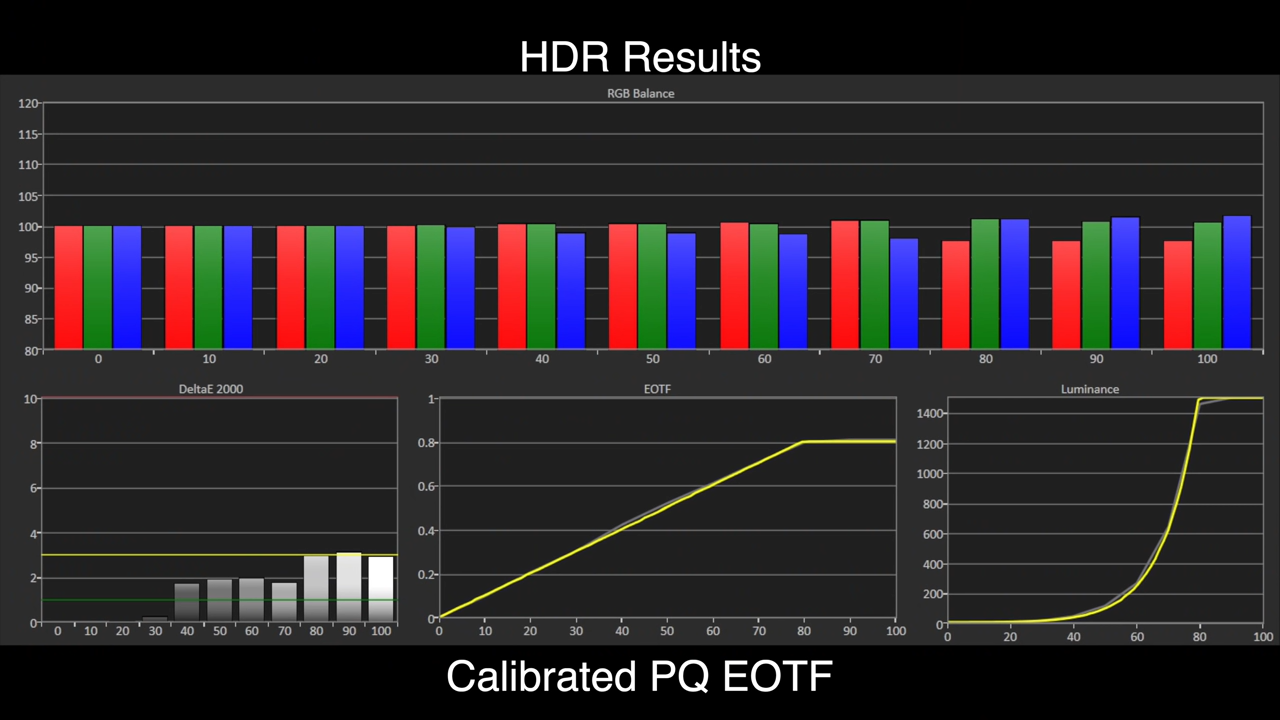 HDR Results
RGB Balance
120
115
110
105
100
95
90
85
80
0 10 20 30 40 50 60 70 80 90 100
DeltaE 2000
10
8
6
4
2
0
0 10 20 30 40 50 60 70 80 90 100
EOTF
1
0.8
0.6
0.4
0.2
0
0 10 20 30 40 50 60 70 80 90 100
Luminance
1400
1200
1000
800
600
400
200
0
0 20 40 60 80 100
Calibrated PQ EOTF